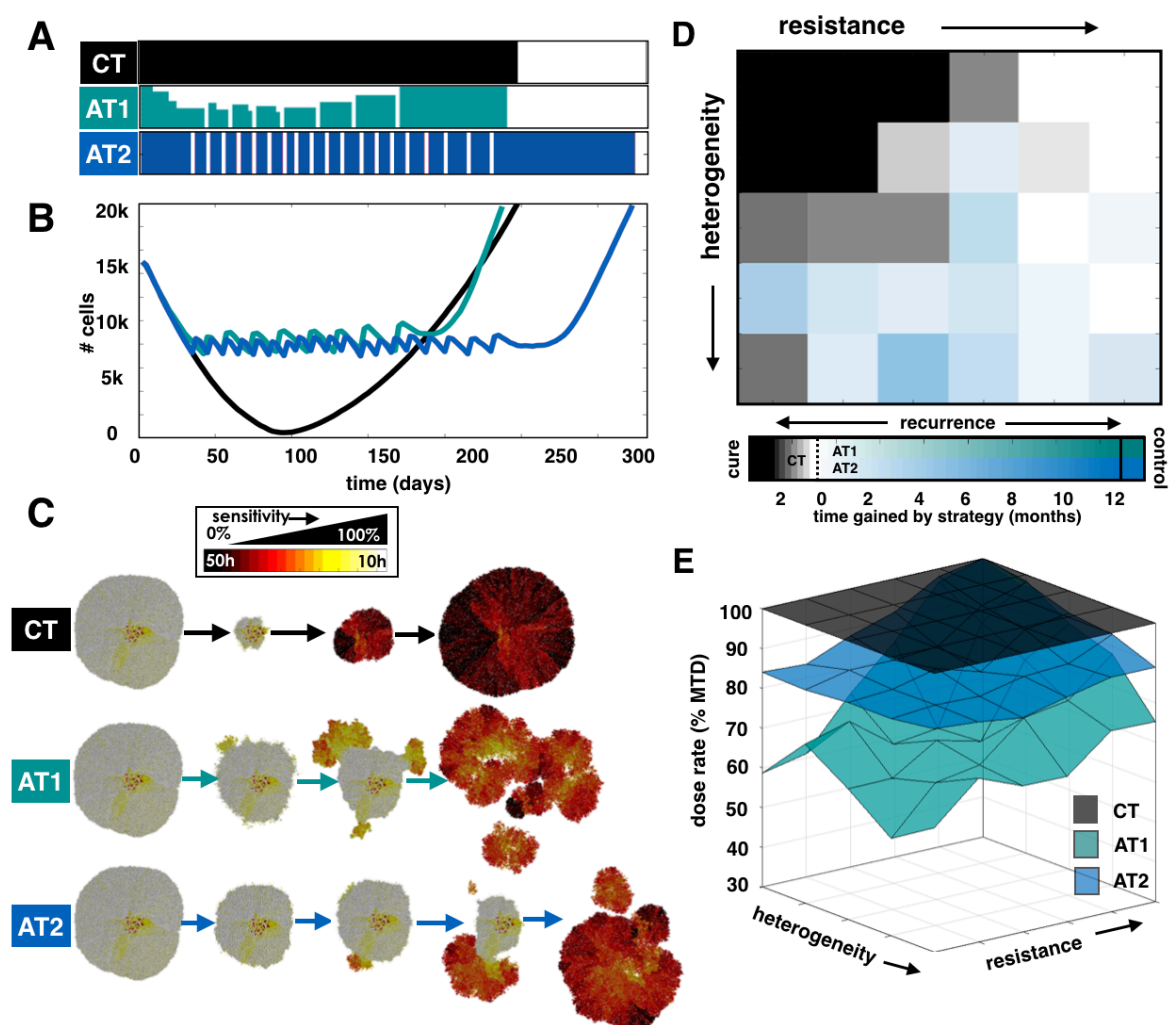 A
CT
AT1
AT2
B
20k
15k
10k
5k
0
# cells
0 50 100 150 200 250 300
time (days)
C
sensitivity
0% 100%
50h 10h
CT
AT1
AT2
D
resistance
heterogeneity
recurrence
cure
CT
AT1
AT2
control
2 0 2 4 6 8 10 12
time gained by strategy (months)
E
100
90
80
70
60
50
40
30
dose rate (% MTD)
CT
AT1
AT2
heterogeneity
resistance